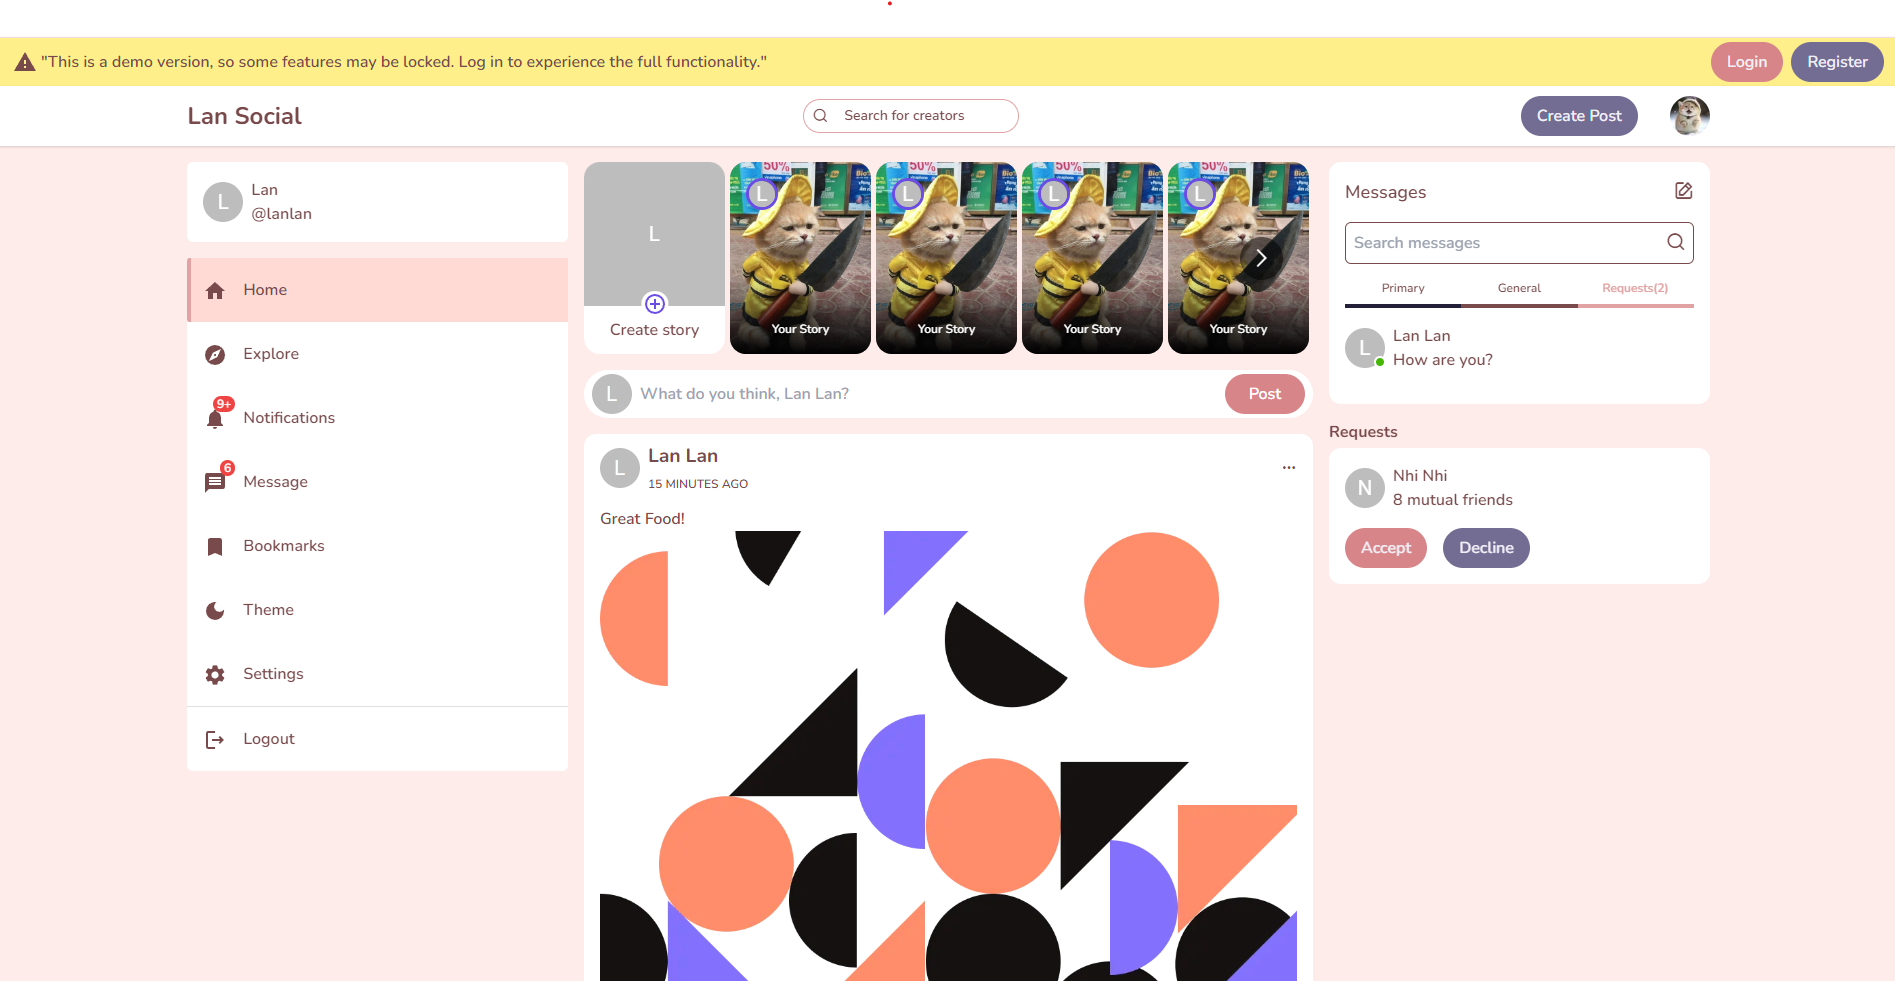 "This is a demo version, so some features may be locked. Log in to experience the full functionality."
Login
Register
Lan Social
Search for creators
Create Post
L
Lan
@lanlan
Home
Explore
9+
Notifications
6
Message
Bookmarks
Theme
Settings
Logout
L
Create story
50%
L
Your Story
50%
L
Your Story
50%
L
Your Story
50%
L
Your Story
L
What do you think, Lan Lan?
Post
L
Lan Lan
15 MINUTES AGO
...
Great Food!
Messages
Search messages
Primary
General
Requests(2)
L
Lan Lan
How are you?
Requests
N
Nhi Nhi
8 mutual friends
Accept
Decline